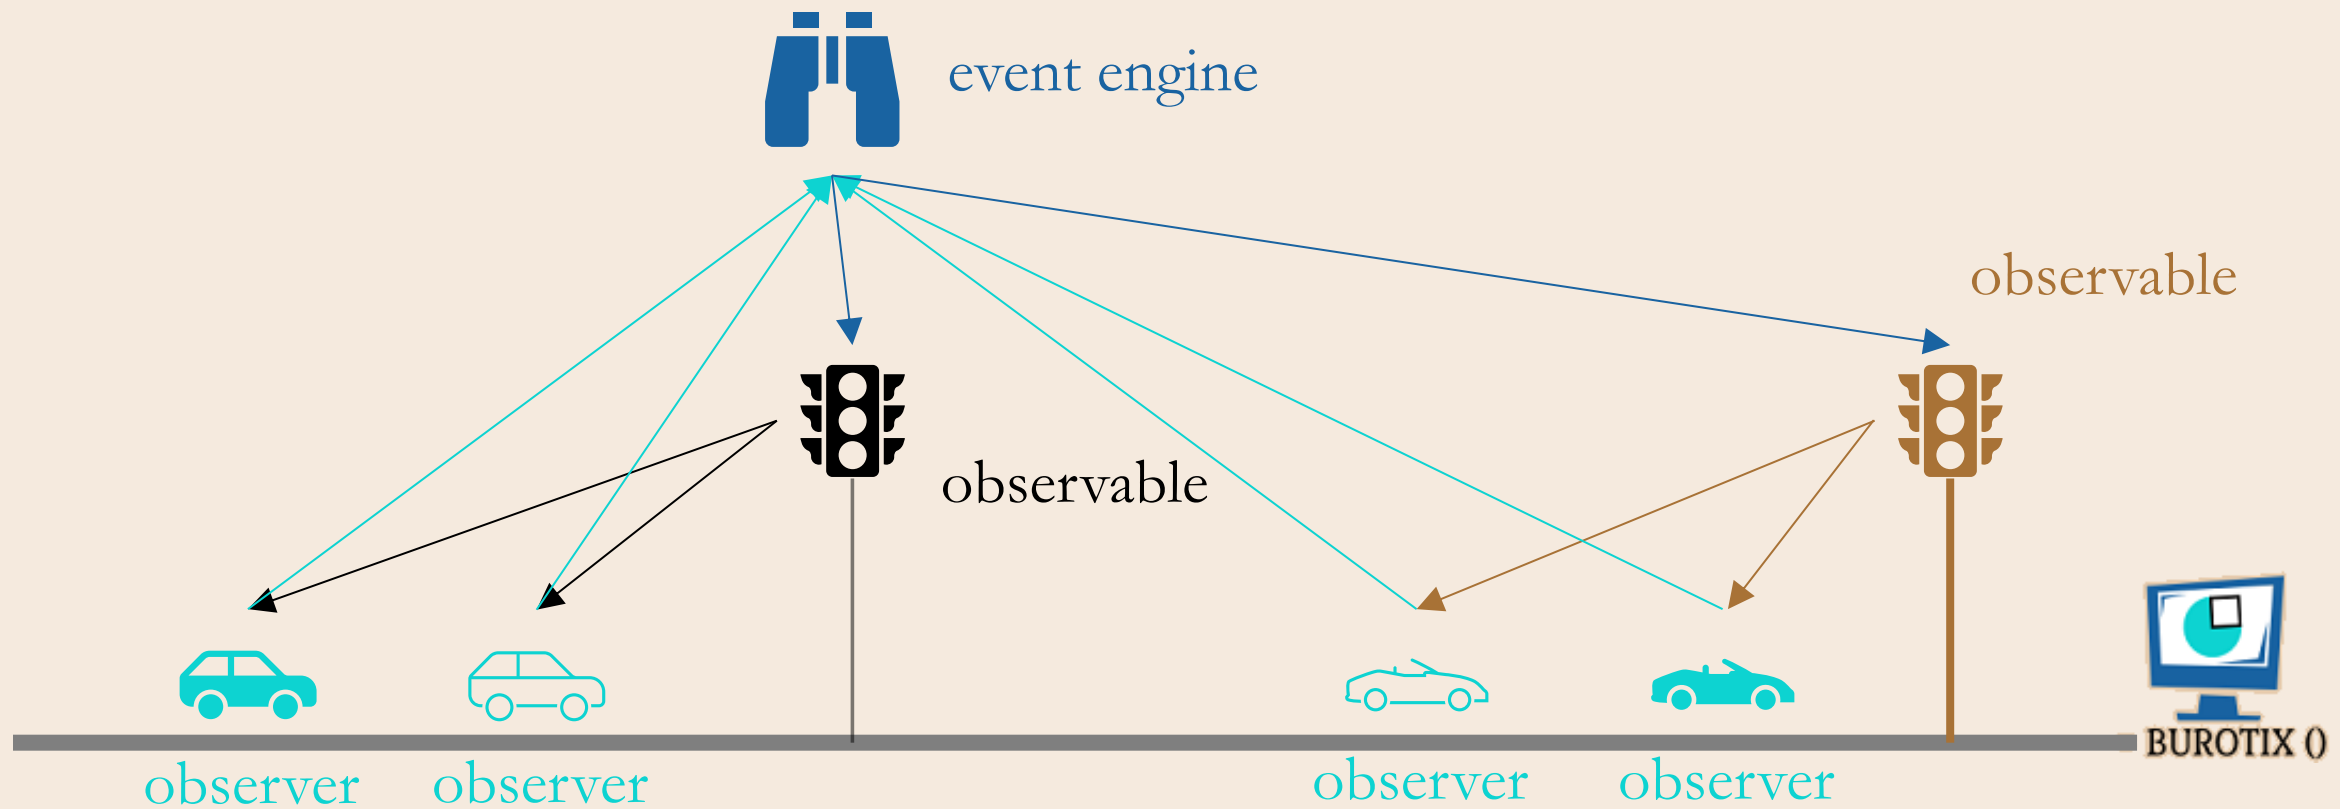 event engine
observable
observable
observer
observer
observer
observer
BUROTIX ()